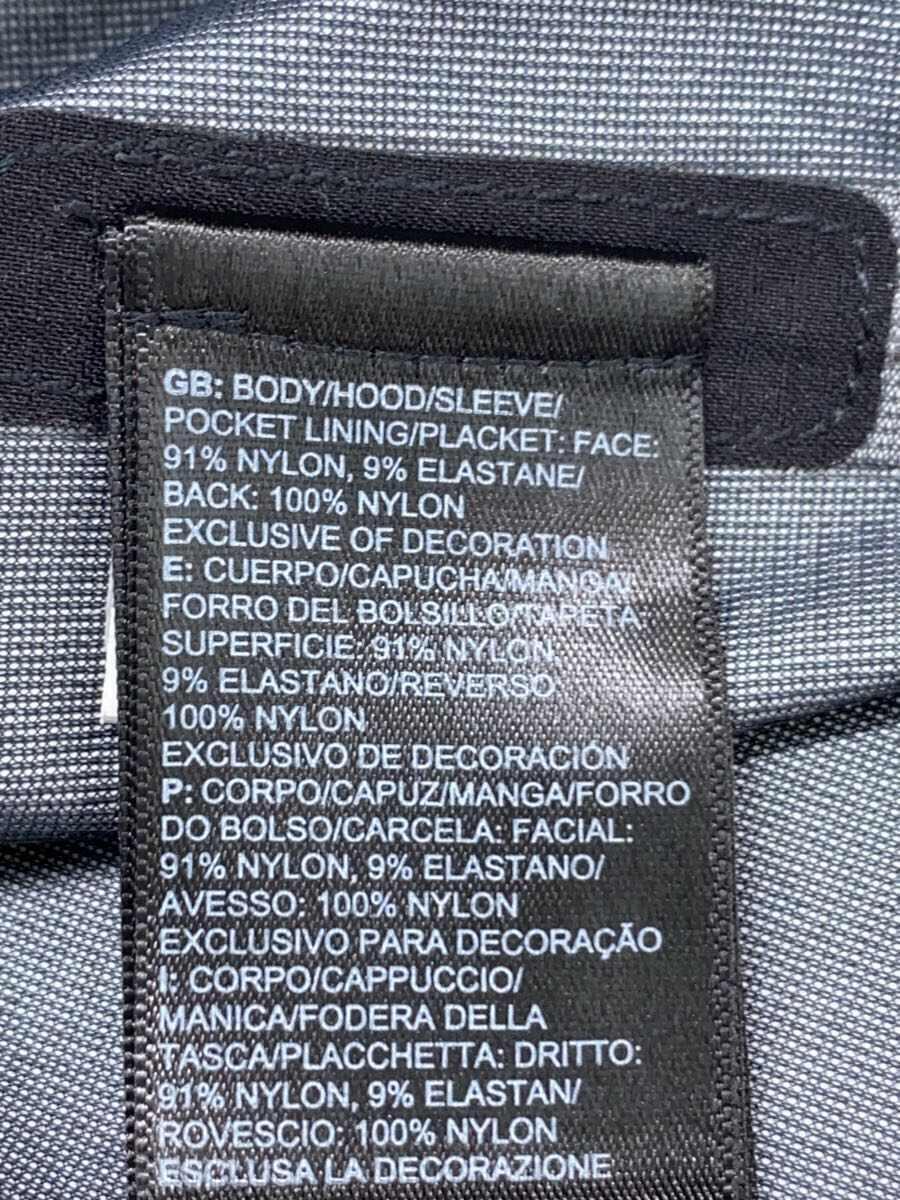 GB: BODY/HOOD/SLEEVE/
POCKET LINING/PLACKET: FACE:
91% NYLON, 9% ELASTANE/
BACK: 100% NYLON
EXCLUSIVE OF DECORATION
E: CUERPO/CAPUCHA/MANGA/
FORRO DEL BOLSILLO/TAPETA
SUPERFICIE: 91% NYLON,
9% ELASTANO/REVERSO
100% NYLON
EXCLUSIVO DE DECORACIÓN
P: CORPO/CAPUZ/MANGA/FORRO
DO BOLSO/CARCELA: FACIAL:
91% NYLON, 9% ELASTANO/
AVESSO: 100% NYLON
EXCLUSIVO PARA DECORAÇÃO
I: CORPO/CAPPUCCIO/
MANICA/FODERA DELLA
TASCA/PLACCHETTA: DRITTO:
91% NYLON, 9% ELASTAN/
ROVESCIO: 100% NYLON
ESCLUSA LA DECORAZIONE